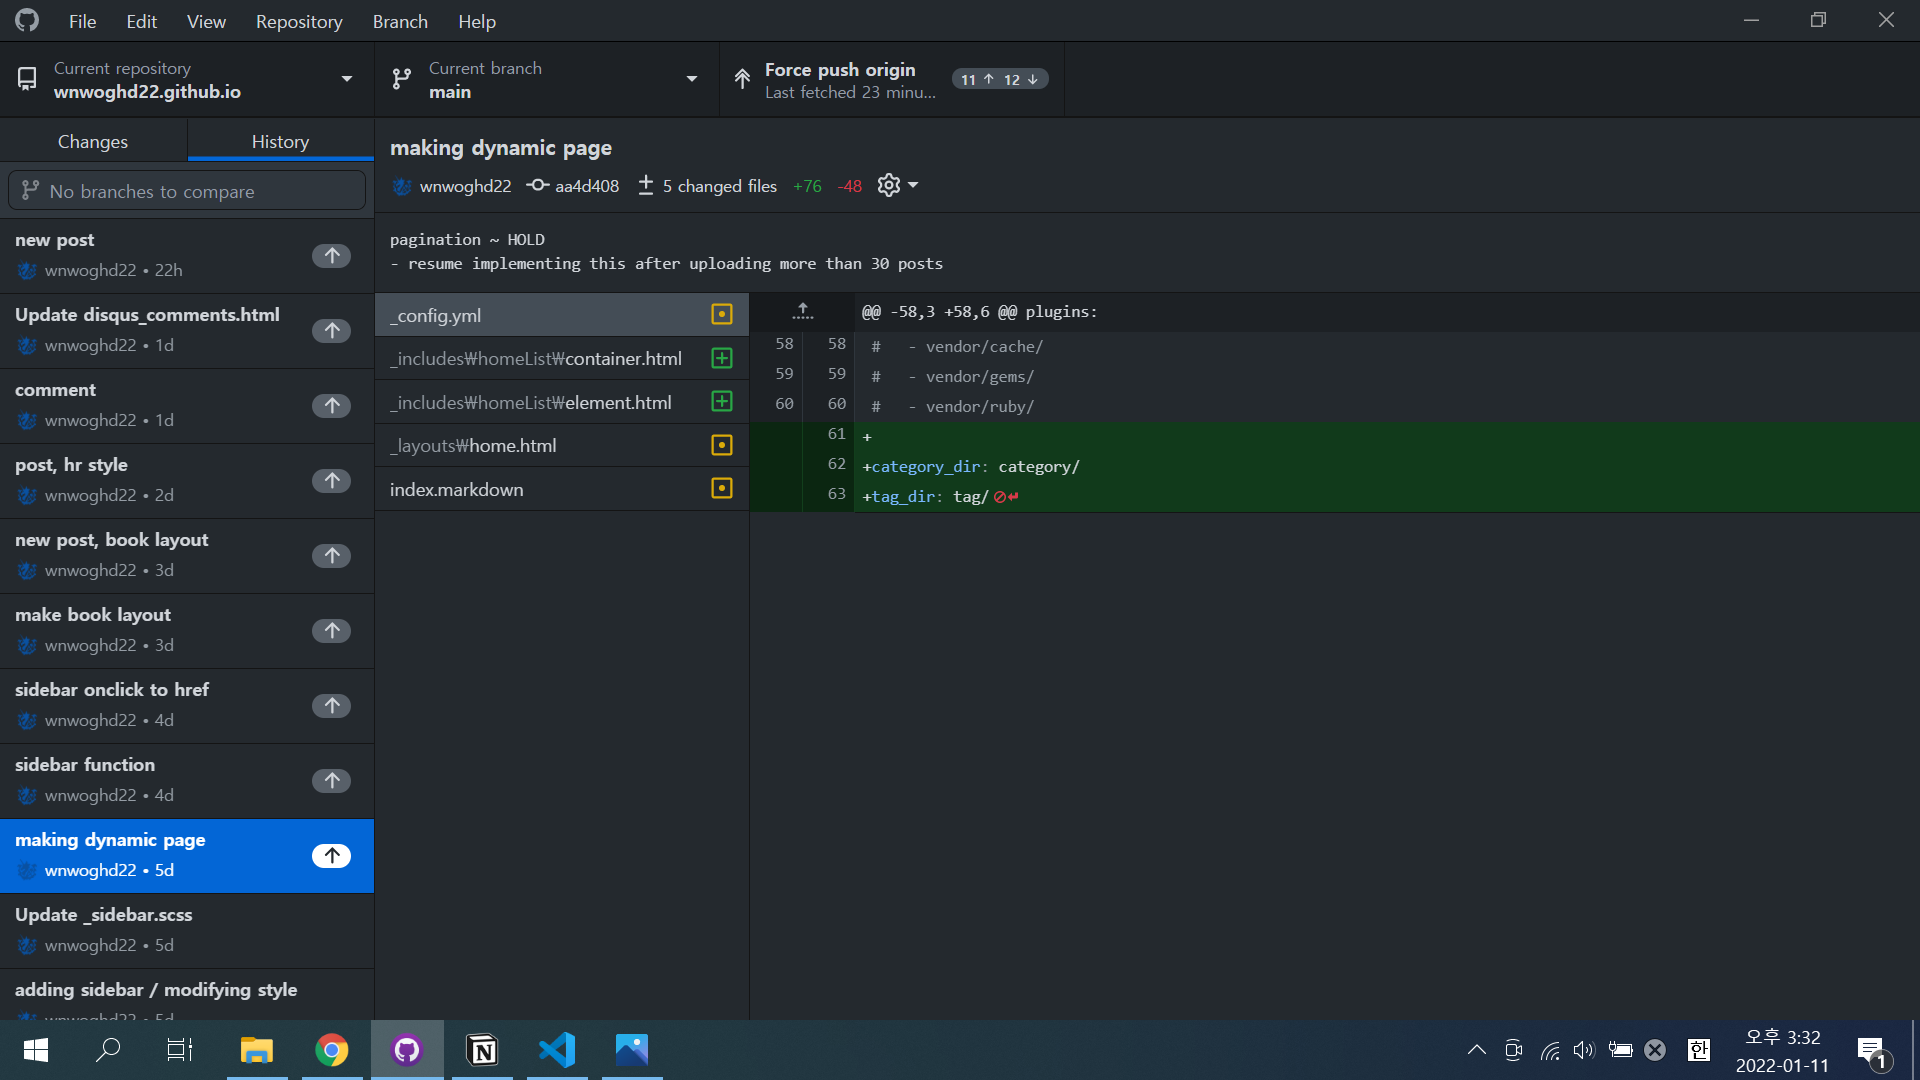 File Edit View Repository Branch Help
Current repository
wnwoghd22.github.io
Current branch
main
Force push origin
Last fetched 23 minu...
11 ↑ 12 ↓
Changes
History
No branches to compare
new post
wnwoghd22 • 22h
Update disqus_comments.html
wnwoghd22 • 1d
comment
wnwoghd22 • 1d
post, hr style
wnwoghd22 • 2d
new post, book layout
wnwoghd22 • 3d
make book layout
wnwoghd22 • 3d
sidebar onclick to href
wnwoghd22 • 4d
sidebar function
wnwoghd22 • 4d
making dynamic page
wnwoghd22 • 5d
Update _sidebar.scss
wnwoghd22 • 5d
adding sidebar / modifying style
wnwoghd22 • 5d
making dynamic page
wnwoghd22 aa4d408 5 changed files +76 -48
pagination ~ HOLD
- resume implementing this after uploading more than 30 posts
_config.yml
_includes₩homeList₩container.html
_includes₩homeList₩element.html
_layouts₩home.html
index.markdown
@@ -58,3 +58,6 @@ plugins:
58 58 #   - vendor/cache/
59 59 #   - vendor/gems/
60 60 #   - vendor/ruby/
61 +
62 +category_dir: category/
63 +tag_dir: tag/
한
오후 3:32
2022-01-11
1